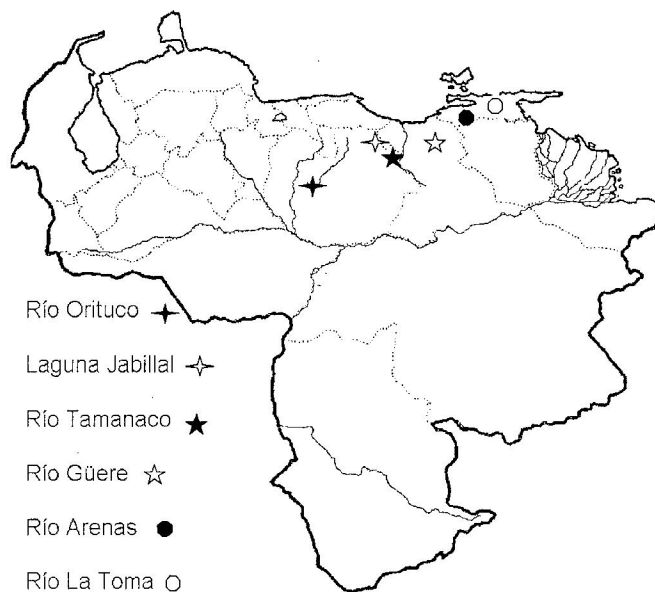 Río Orituco
Laguna Jabillal
Río Tamanaco
Río Güere
Río Arenas
Río La Toma